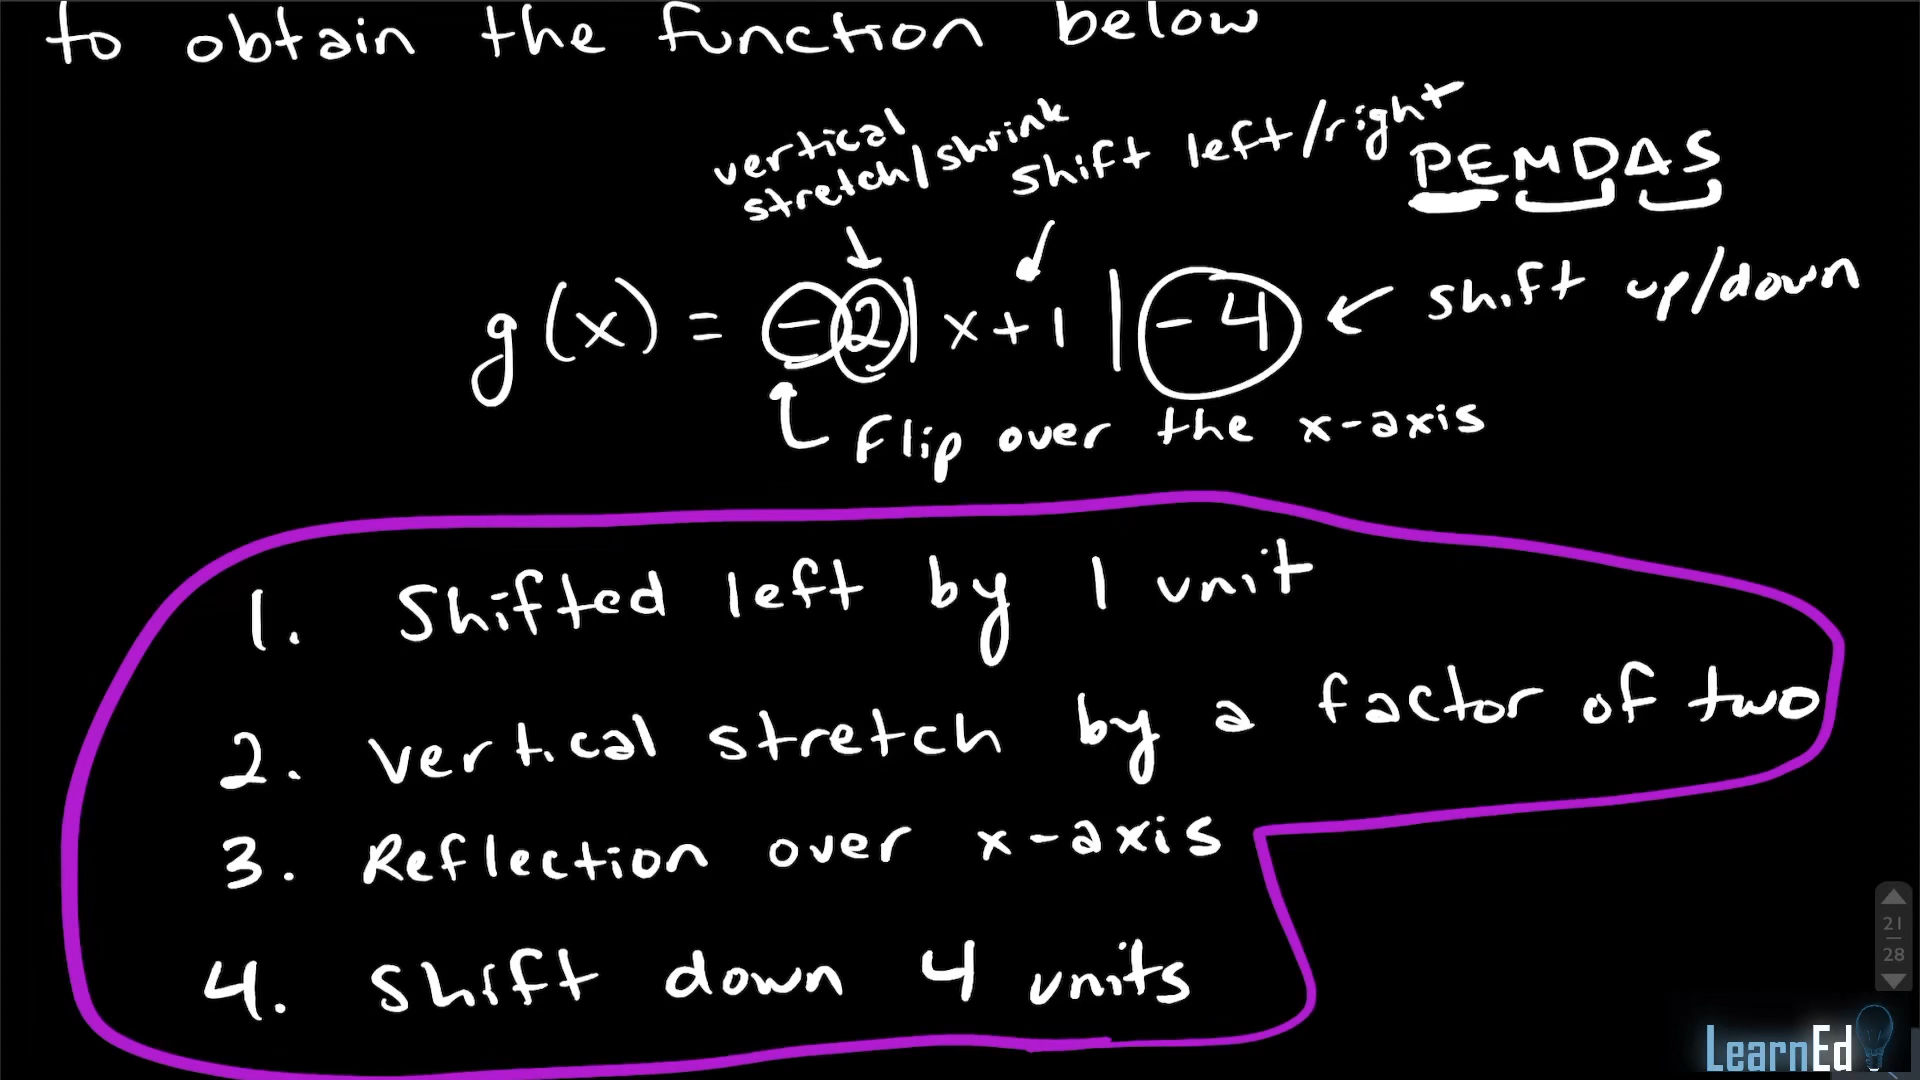 to obtain the function below
vertical
stretch/shrink
shift left/right
PEMDAS
g(x) = -2|x+1|-4
shift up/down
flip over the x-axis
1. Shifted left by 1 unit
2. vertical stretch by a factor of two
3. Reflection over x-axis
4. shift down 4 units
21
28
LearnEd